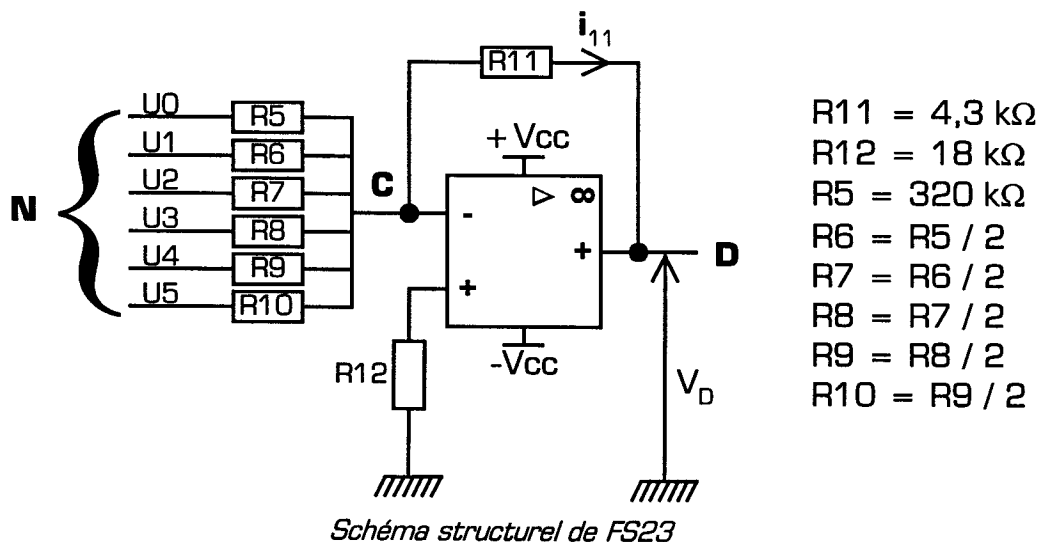 i11
R11
U0 R5
U1 R6
U2 R7
U3 R8
U4 R9
U5 R10
N
C
+ Vcc
▷ ∞
-
+
+
D
-Vcc
R12
VD
R11 = 4,3 kΩ
R12 = 18 kΩ
R5 = 320 kΩ
R6 = R5 / 2
R7 = R6 / 2
R8 = R7 / 2
R9 = R8 / 2
R10 = R9 / 2
Schéma structurel de FS23